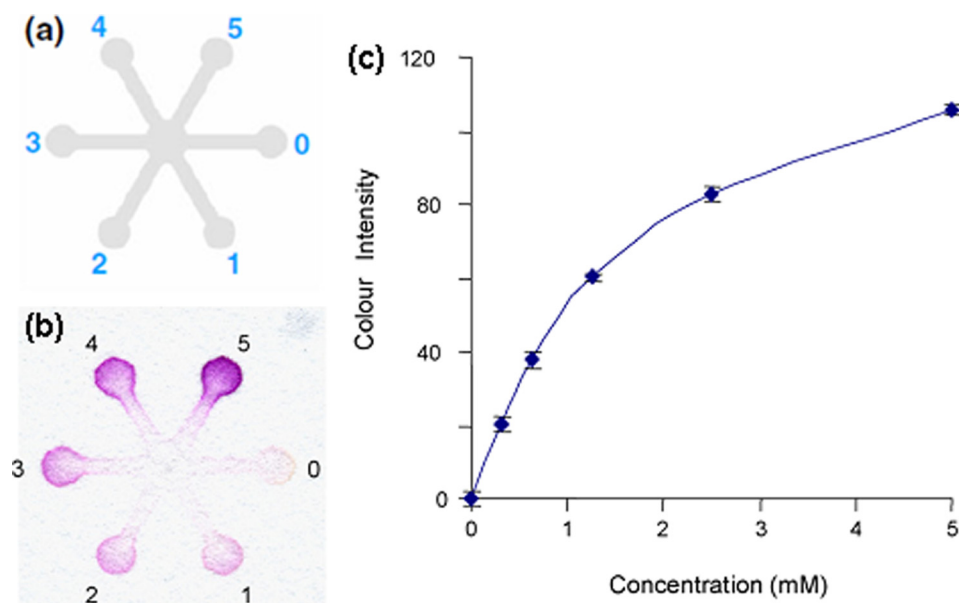 (a)
4 5
3 0
2 1
(b)
4 5
3 0
2 1
(c)
120
80
40
0
Colour Intensity
0 1 2 3 4 5
Concentration (mM)